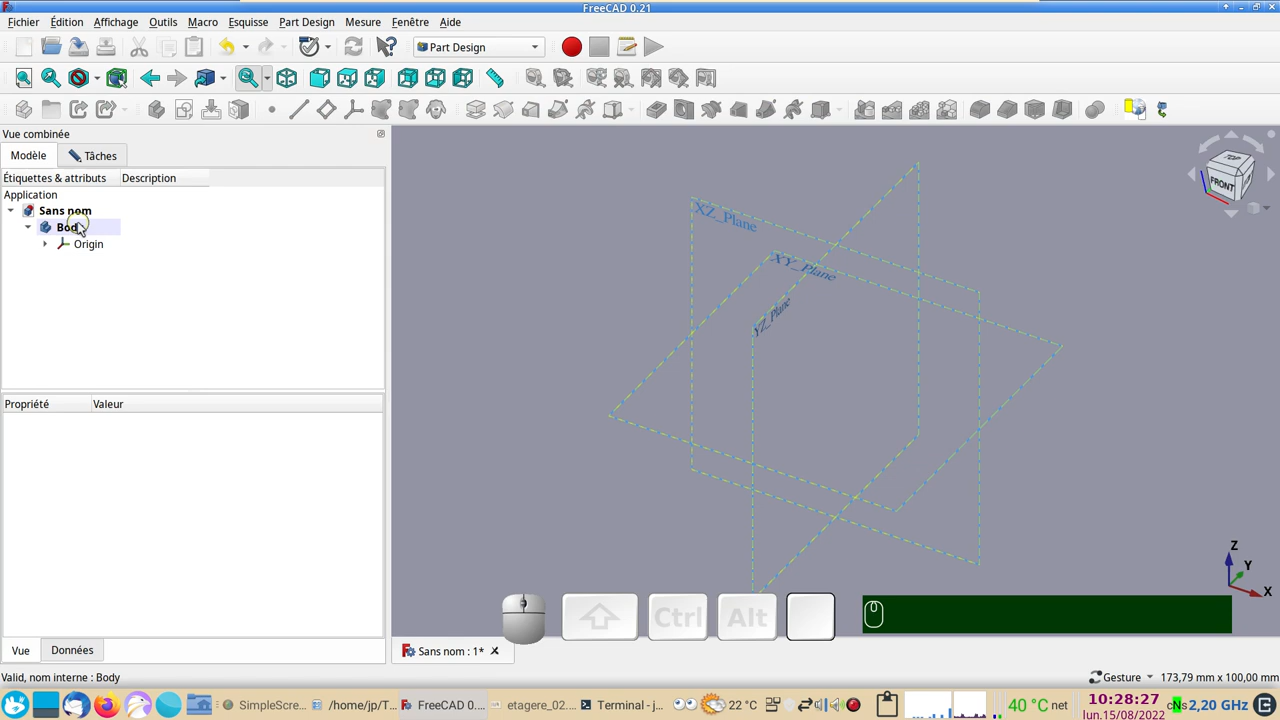 FreeCAD 0.21
Fichier Édition Affichage Outils Macro Esquisse Part Design Mesure Fenêtre Aide
Part Design
Vue combinée
Modèle Tâches
Étiquettes & attributs Description
Application
Sans nom
Body
Origin
Propriété Valeur
XZ_Plane
XY_Plane
YZ_Plane
FRONT
Z
Y
X
Ctrl Alt
Vue Données
Sans nom : 1*
Valid, nom interne : Body
Gesture 173,79 mm x 100,00 mm
SimpleScre... /home/jp/T... FreeCAD 0.... etagere_02.... Terminal - j... 22 °C 40 °C net 10:28:27 2,20 GHz
lun.15/08/2022